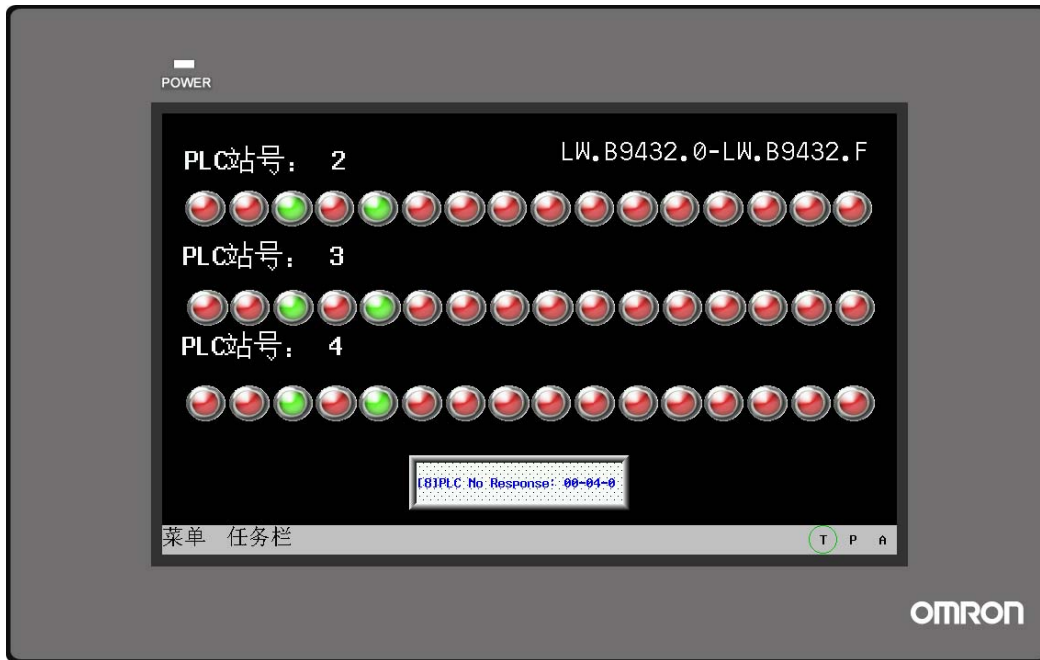 POWER
PLC站号： 2
LW.B9432.0-LW.B9432.F
PLC站号： 3
PLC站号： 4
[8]PLC No Response: 00-04-0
菜单 任务栏
T P A
OMRON